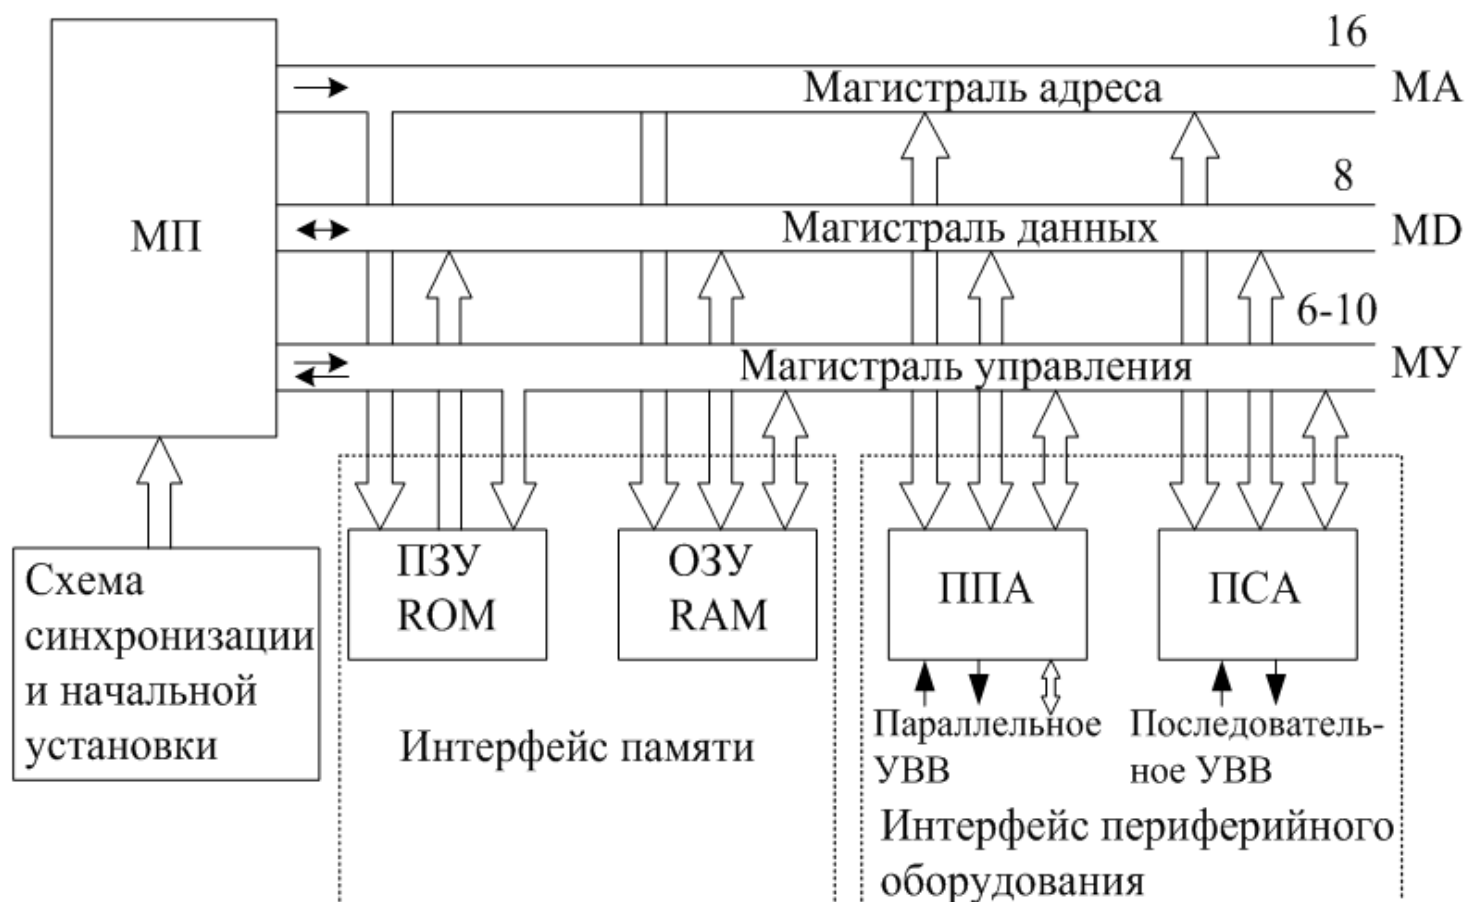 16
Магистраль адреса
МА
8
МП
Магистраль данных
MD
6-10
Магистраль управления
МУ
Схема
синхронизации
и начальной
установки
ПЗУ
ROM
ОЗУ
RAM
ППА
ПСА
Интерфейс памяти
Параллельное
УВВ
Последователь-
ное УВВ
Интерфейс периферийного
оборудования